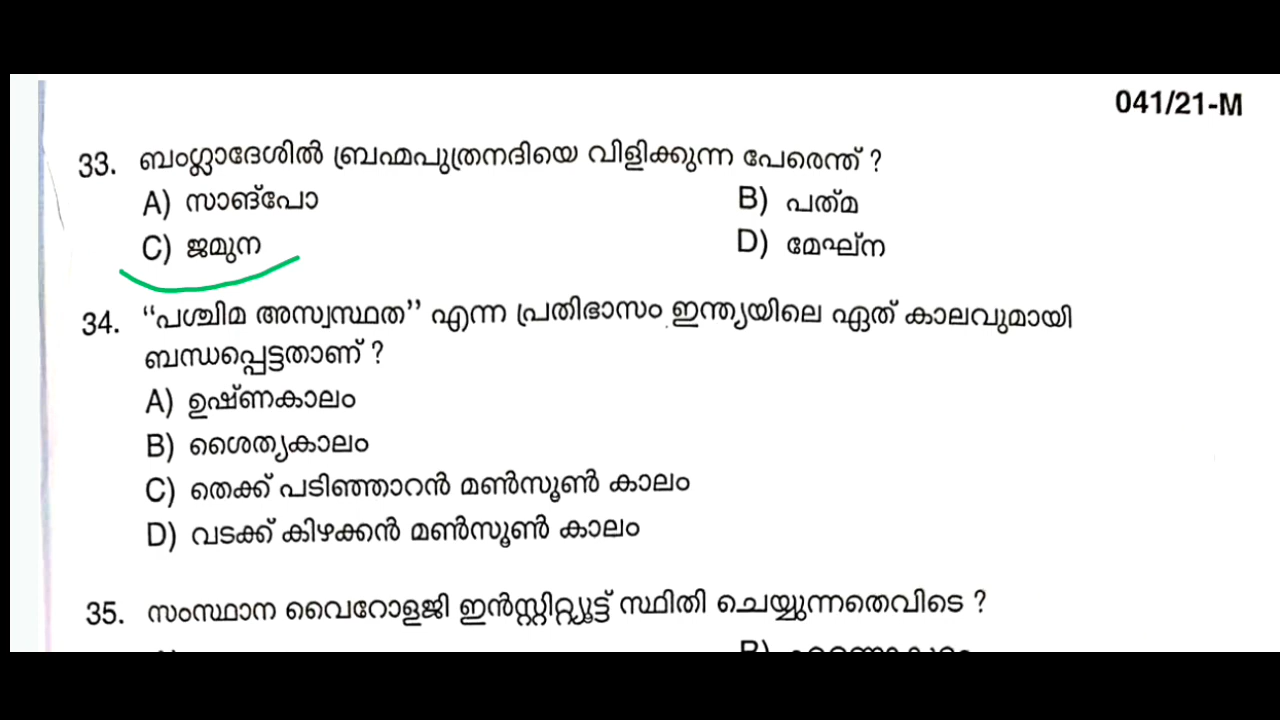 041/21-M
33. ബംഗ്ലാദേശിൽ ബ്രഹ്മപുത്രനദിയെ വിളിക്കുന്ന പേരെന്ത് ?
A) സാങ്പോ B) പത്മ
C) ജമുന D) മേഘ്ന
34. “പശ്ചിമ അസ്വസ്ഥത” എന്ന പ്രതിഭാസം ഇന്ത്യയിലെ ഏത് കാലവുമായി
ബന്ധപ്പെട്ടതാണ് ?
A) ഉഷ്ണകാലം
B) ശൈത്യകാലം
C) തെക്ക് പടിഞ്ഞാറൻ മൺസൂൺ കാലം
D) വടക്ക് കിഴക്കൻ മൺസൂൺ കാലം
35. സംസ്ഥാന വൈറോളജി ഇൻസ്റ്റിറ്റ്യൂട്ട് സ്ഥിതി ചെയ്യുന്നതെവിടെ ?
B)